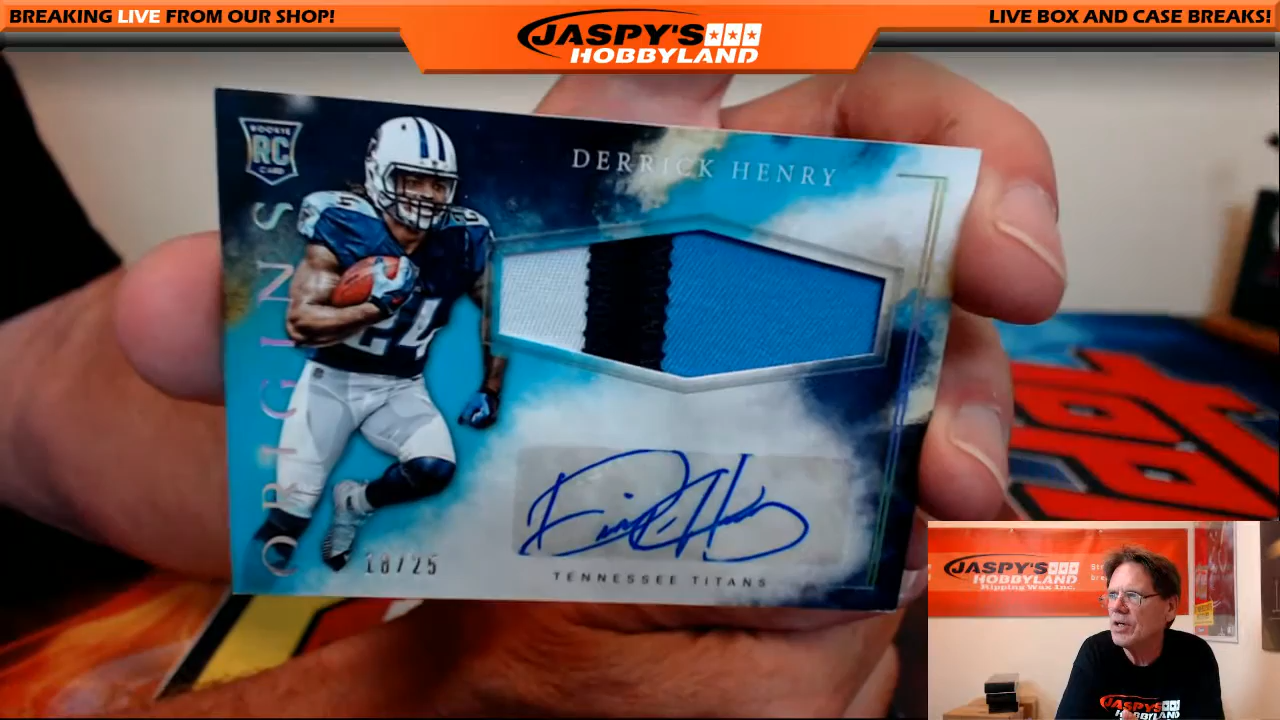 BREAKING LIVE FROM OUR SHOP!
JASPY'S
HOBBYLAND
LIVE BOX AND CASE BREAKS!
ROOKIE
RC
CARD
DERRICK HENRY
ORIGINS
24
18/25
TENNESSEE TITANS
JASPY'S
HOBBYLAND
Ripping Wax Inc.
JASPY'S
HOBBYLAND